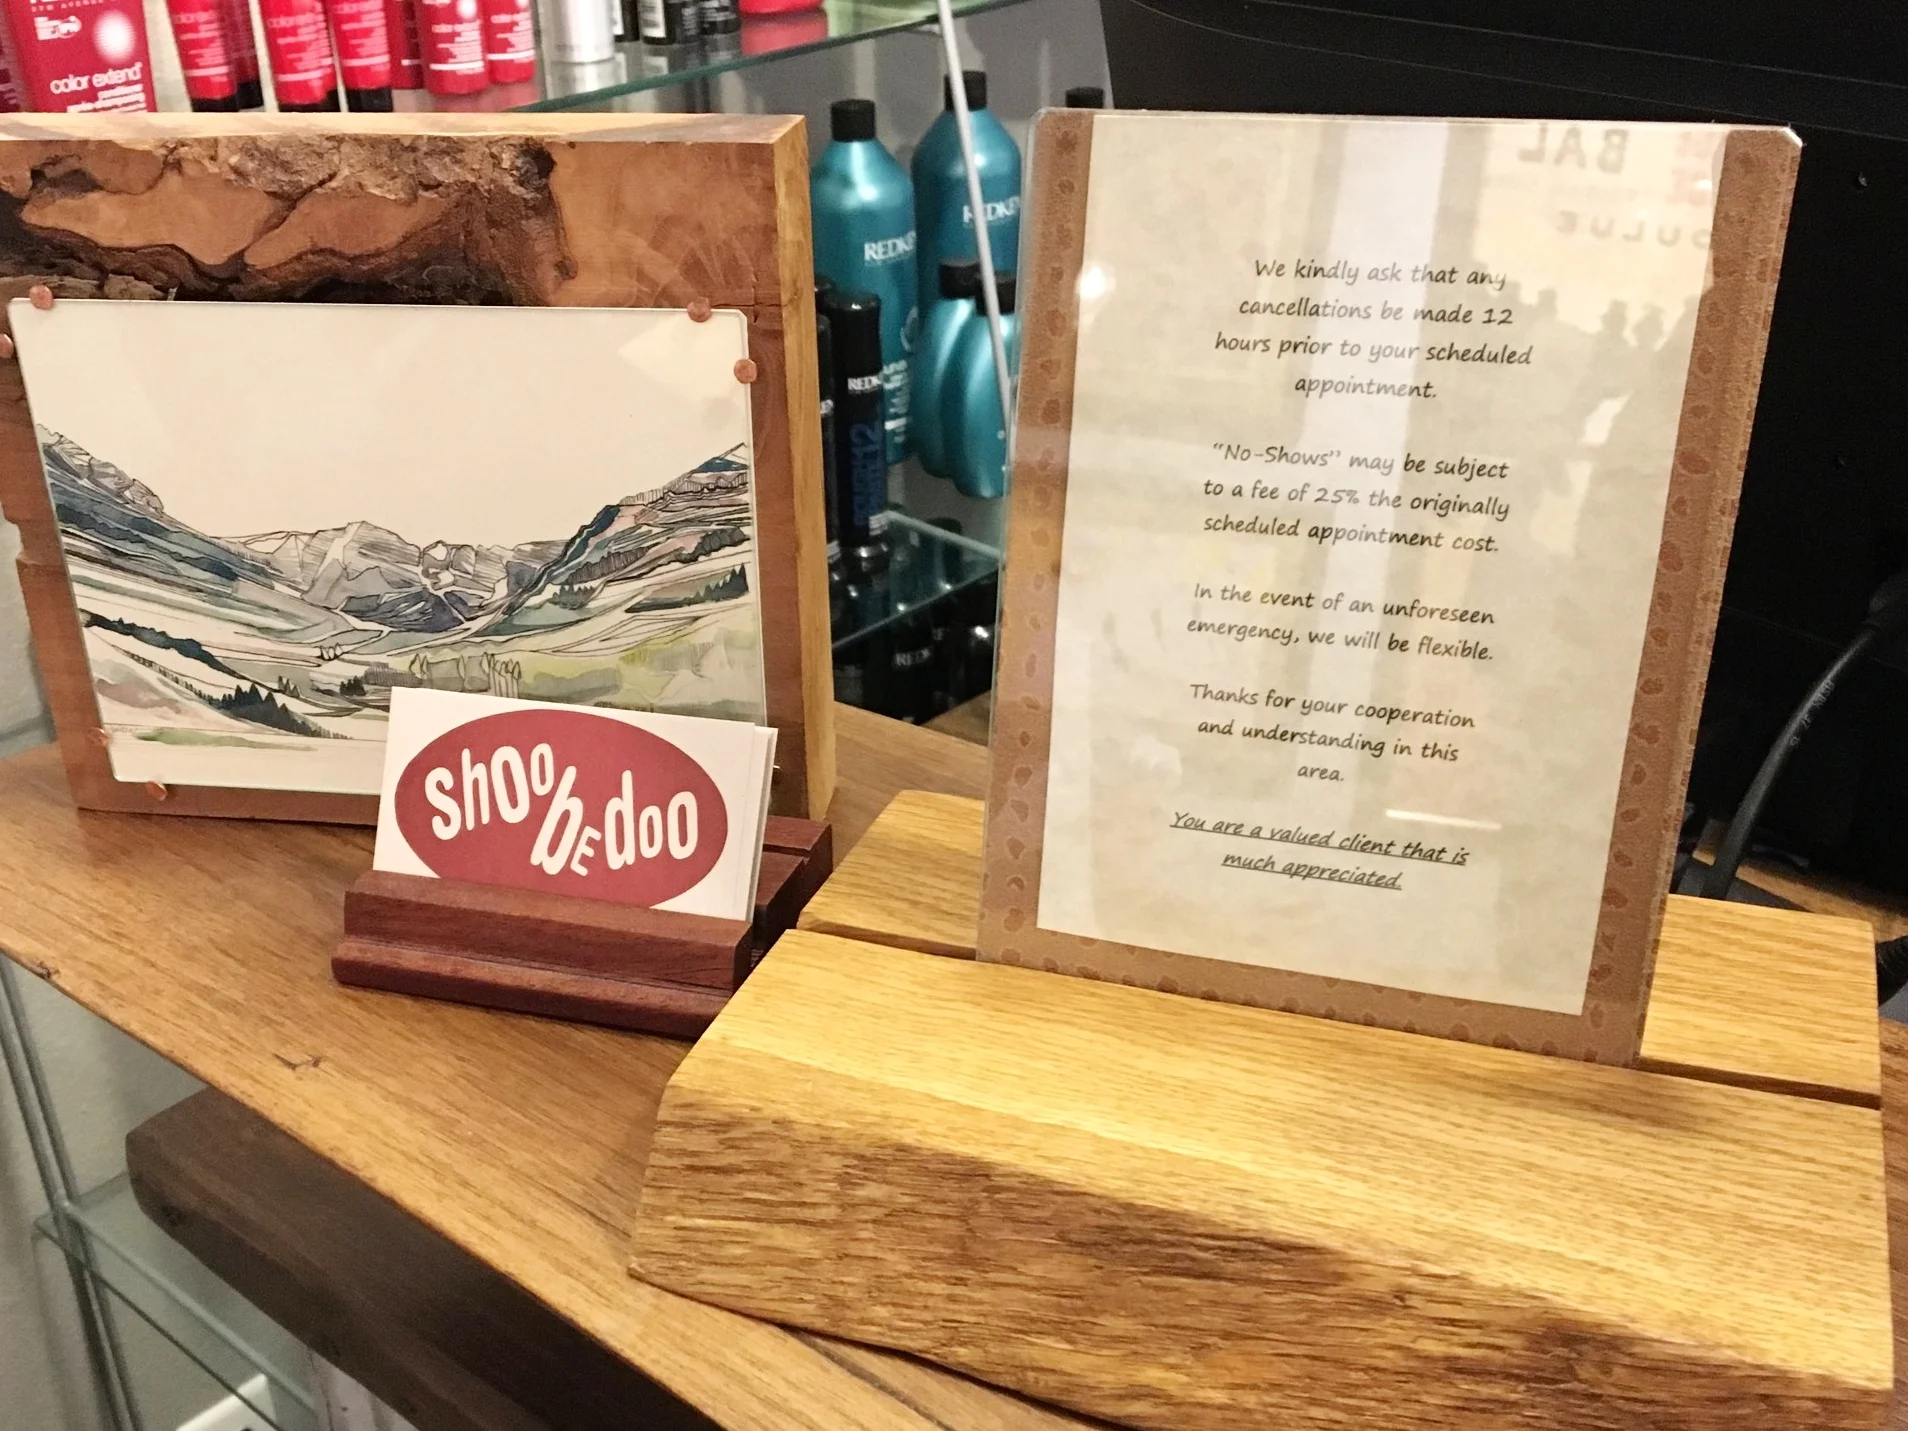 color extend
We kindly ask that any
cancellations be made 12
hours prior to your scheduled
appointment.
“No-Shows” may be subject
to a fee of 25% the originally
scheduled appointment cost.
In the event of an unforeseen
emergency, we will be flexible.
Thanks for your cooperation
and understanding in this
area.
You are a valued client that is
much appreciated.
shoobedoo
REDKEN
REDKEN